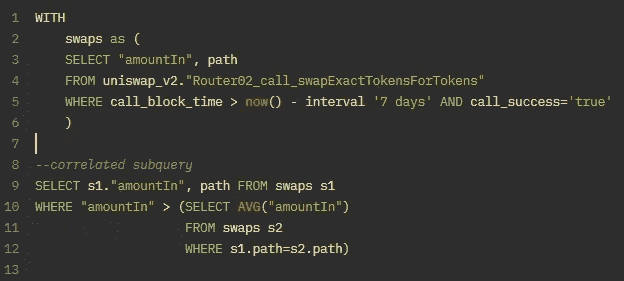 1 WITH
2 swaps as (
3 SELECT "amountIn", path
4 FROM uniswap_v2."Router02_call_swapExactTokensForTokens"
5 WHERE call_block_time > now() - interval '7 days' AND call_success='true'
6 )
7
8 --correlated subquery
9 SELECT s1."amountIn", path FROM swaps s1
10 WHERE "amountIn" > (SELECT AVG("amountIn")
11 FROM swaps s2
12 WHERE s1.path=s2.path)
13